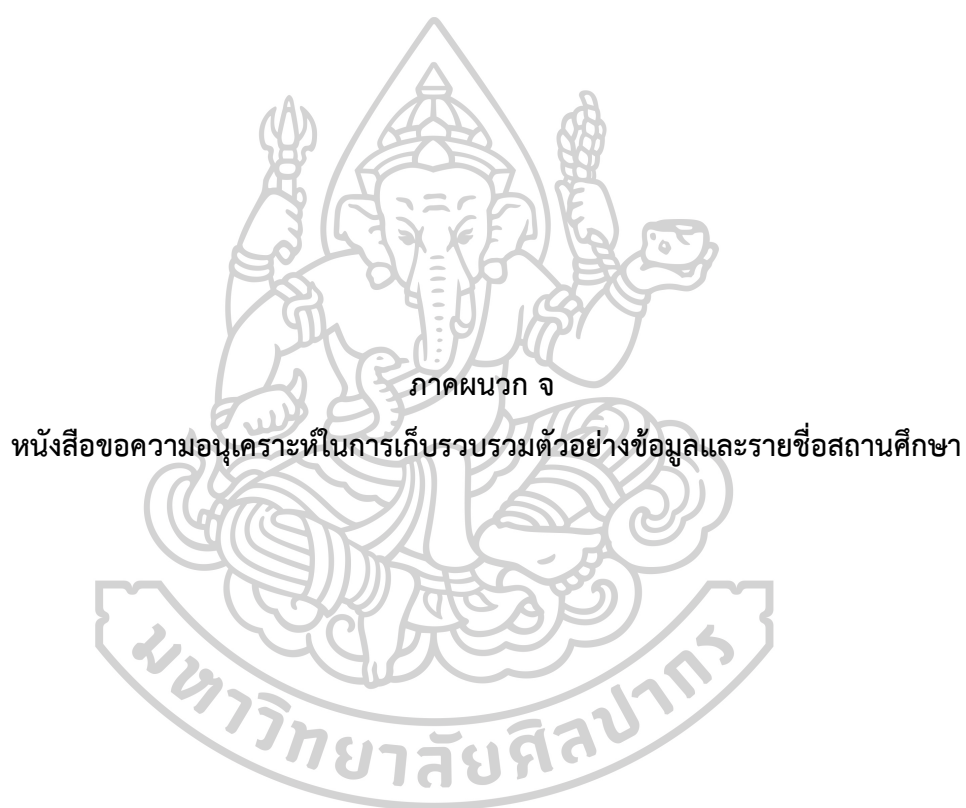 ภาคผนวก จ
หนังสือขอความอนุเคราะห์ในการเก็บรวบรวมตัวอย่างข้อมูลและรายชื่อสถานศึกษา
มหาวิทยาลัยศิลปากร